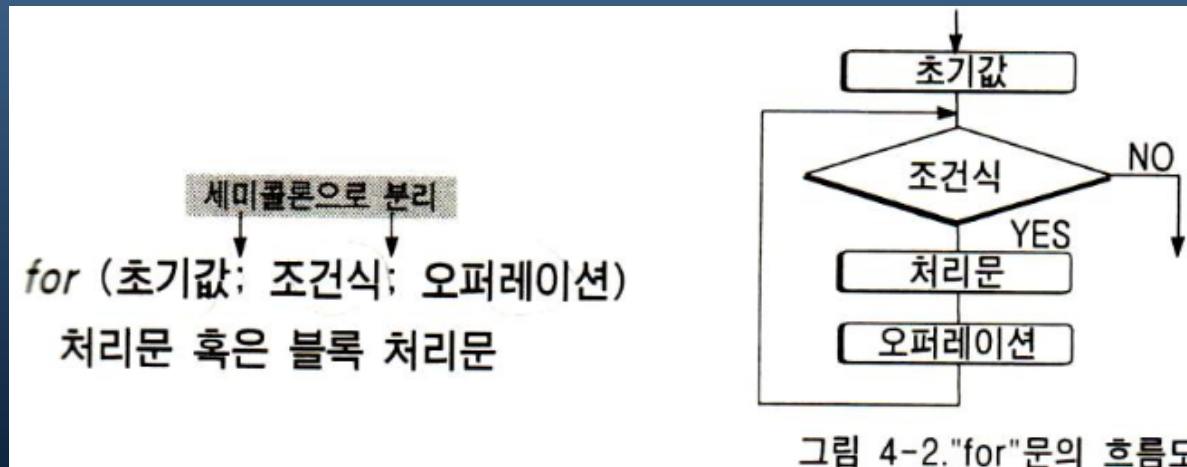 세미콜론으로 분리
for (초기값; 조건식; 오퍼레이션)
처리문 혹은 블록 처리문
초기값
조건식
NO
YES
처리문
오퍼레이션
그림 4-2."for"문의 흐름도